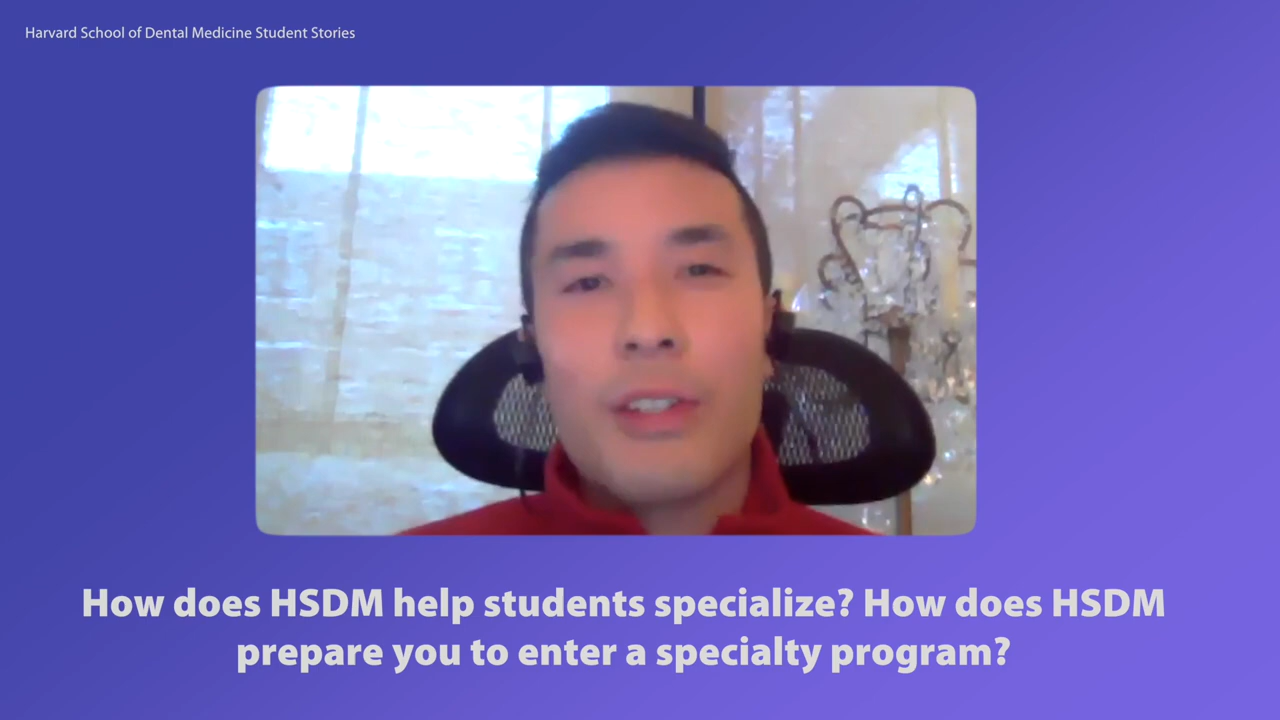 Harvard School of Dental Medicine Student Stories
How does HSDM help students specialize? How does HSDM
prepare you to enter a specialty program?